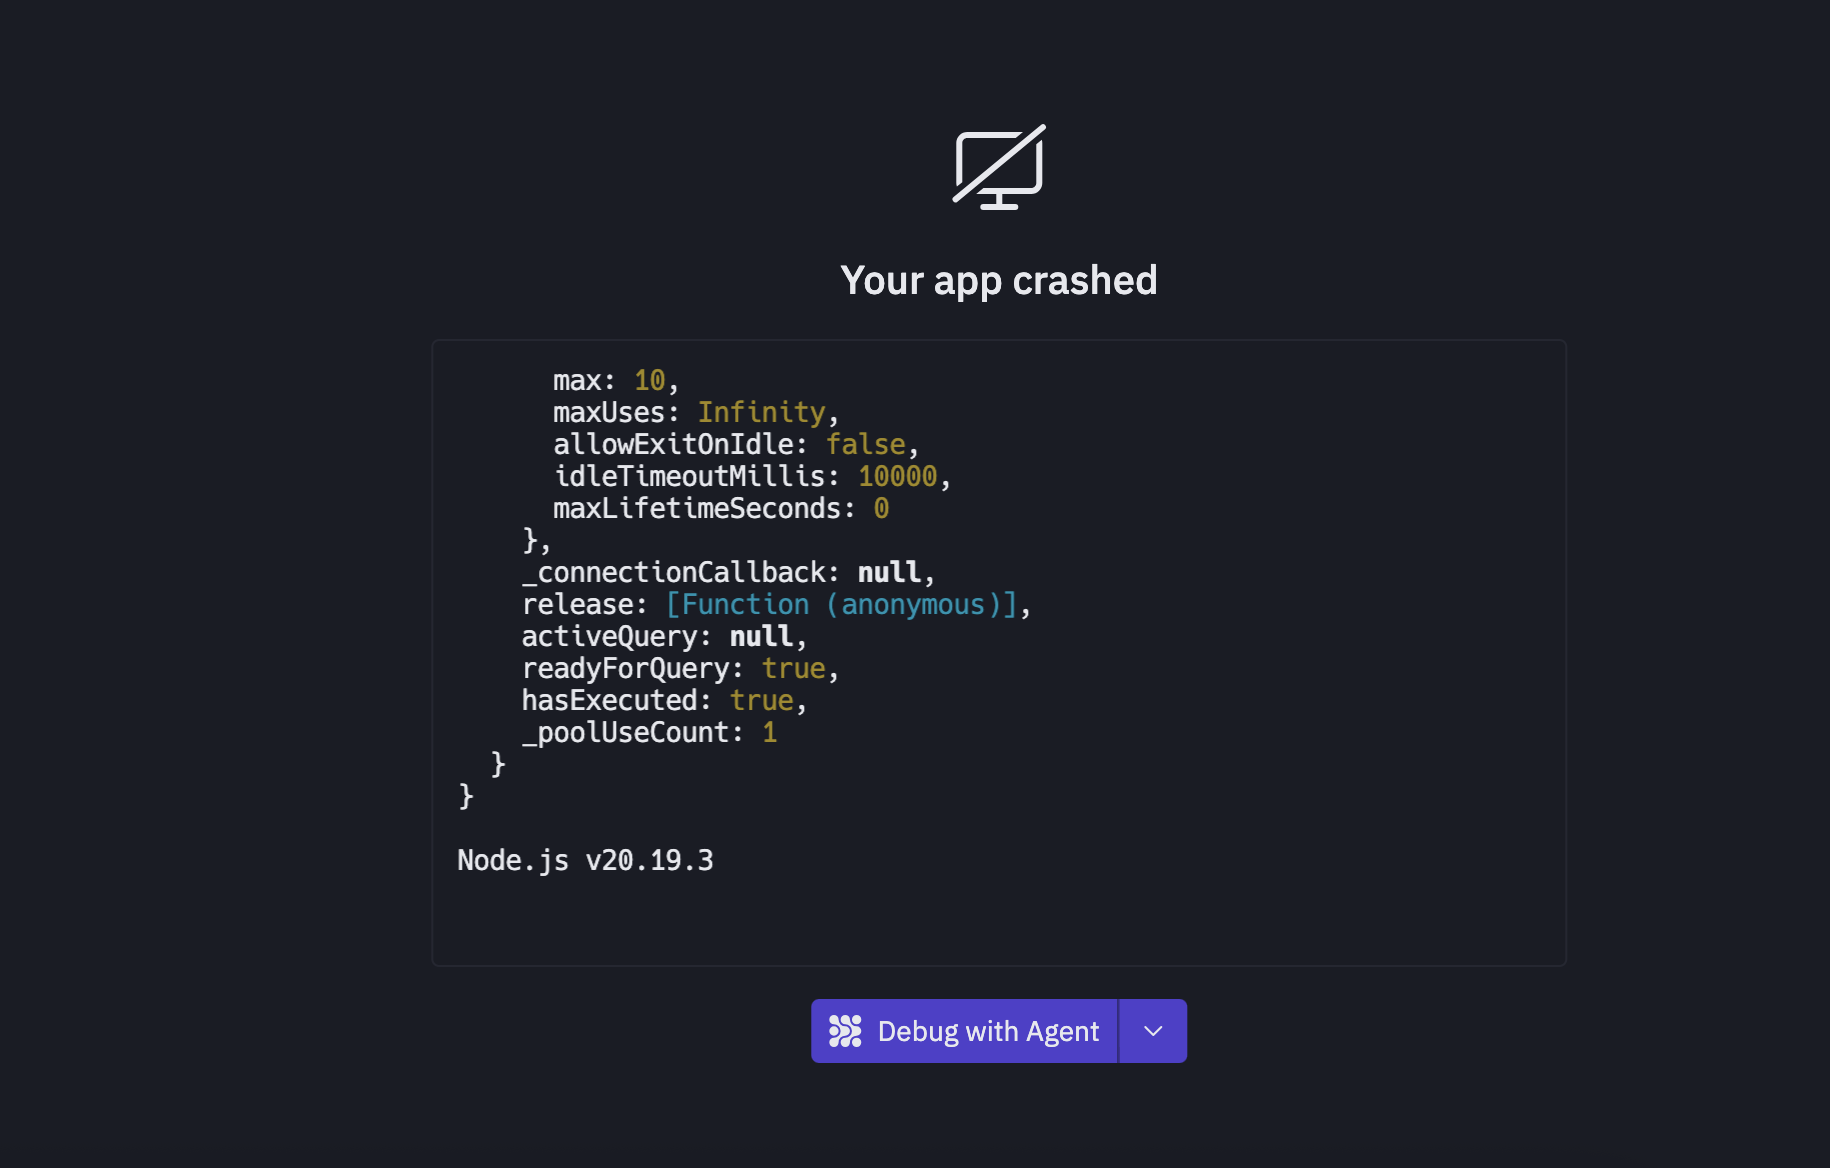 Your app crashed
max: 10,
maxUses: Infinity,
allowExitOnIdle: false,
idleTimeoutMillis: 10000,
maxLifetimeSeconds: 0
},
_connectionCallback: null,
release: [Function (anonymous)],
activeQuery: null,
readyForQuery: true,
hasExecuted: true,
_poolUseCount: 1
}
}
Node.js v20.19.3
Debug with Agent